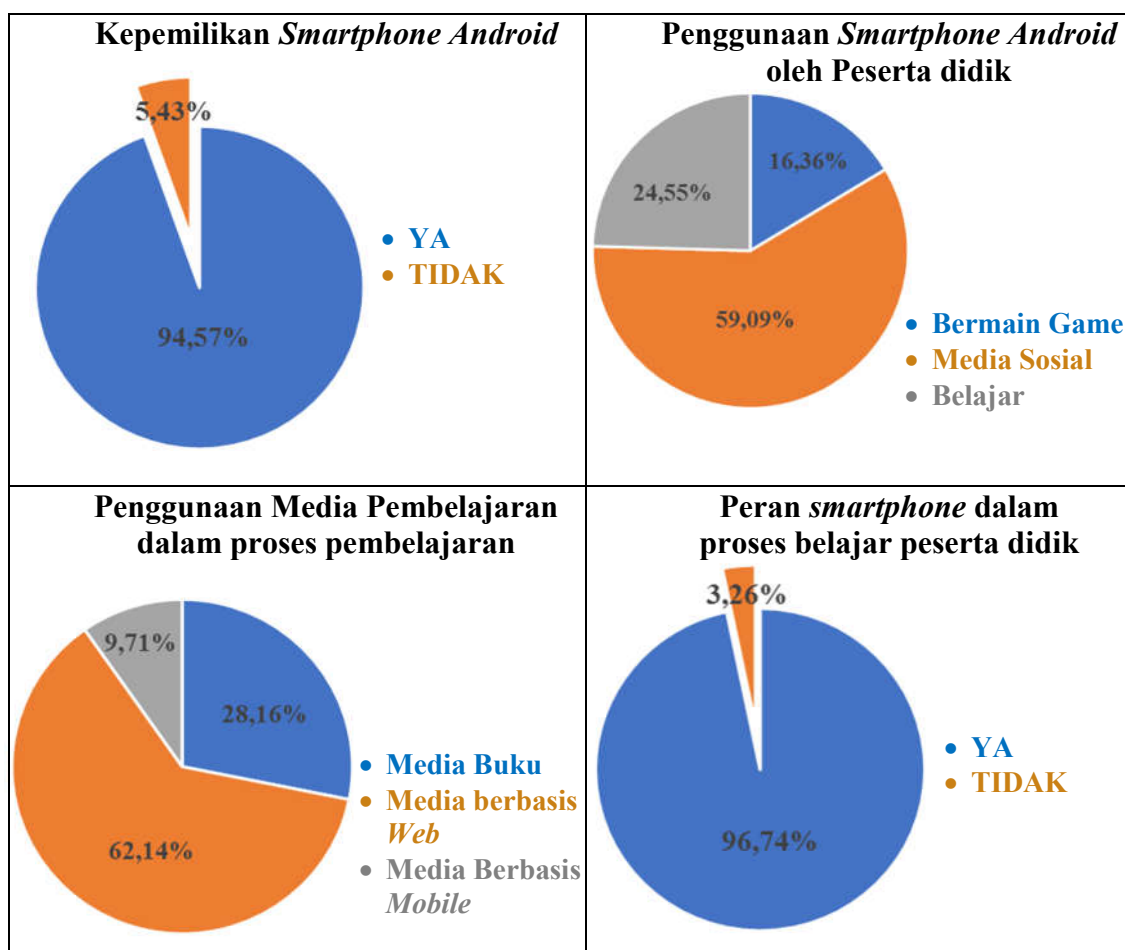 Kepemilikan Smartphone Android
5,43%
94,57%
• YA
• TIDAK
Penggunaan Smartphone Android
oleh Peserta didik
16,36%
24,55%
59,09%
• Bermain Game
• Media Sosial
• Belajar
Penggunaan Media Pembelajaran
dalam proses pembelajaran
9,71%
28,16%
62,14%
• Media Buku
• Media berbasis
Web
• Media Berbasis
Mobile
Peran smartphone dalam
proses belajar peserta didik
3,26%
96,74%
• YA
• TIDAK